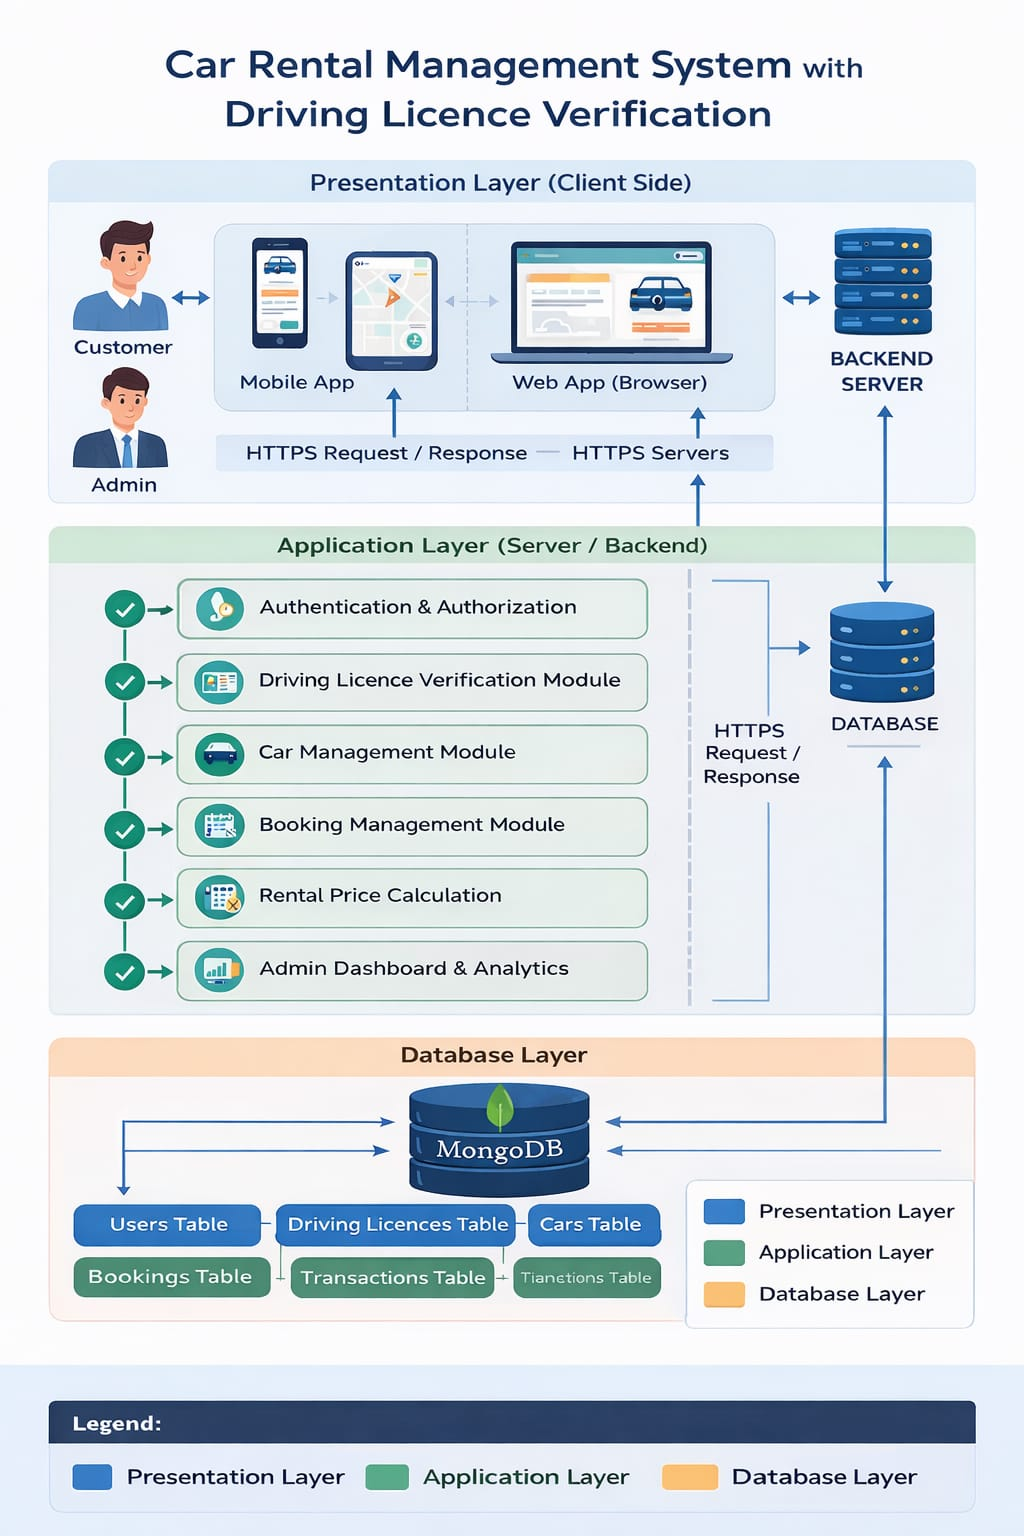 Car Rental Management System with
Driving Licence Verification
Presentation Layer (Client Side)
Customer
Admin
Mobile App
Web App (Browser)
BACKEND
SERVER
HTTPS Request / Response — HTTPS Servers
Application Layer (Server / Backend)
Authentication & Authorization
Driving Licence Verification Module
Car Management Module
Booking Management Module
Rental Price Calculation
Admin Dashboard & Analytics
HTTPS
Request /
Response
DATABASE
Database Layer
MongoDB
Users Table
Driving Licences Table
Cars Table
Bookings Table
Transactions Table
Tianctions Table
Presentation Layer
Application Layer
Database Layer
Legend:
Presentation Layer
Application Layer
Database Layer